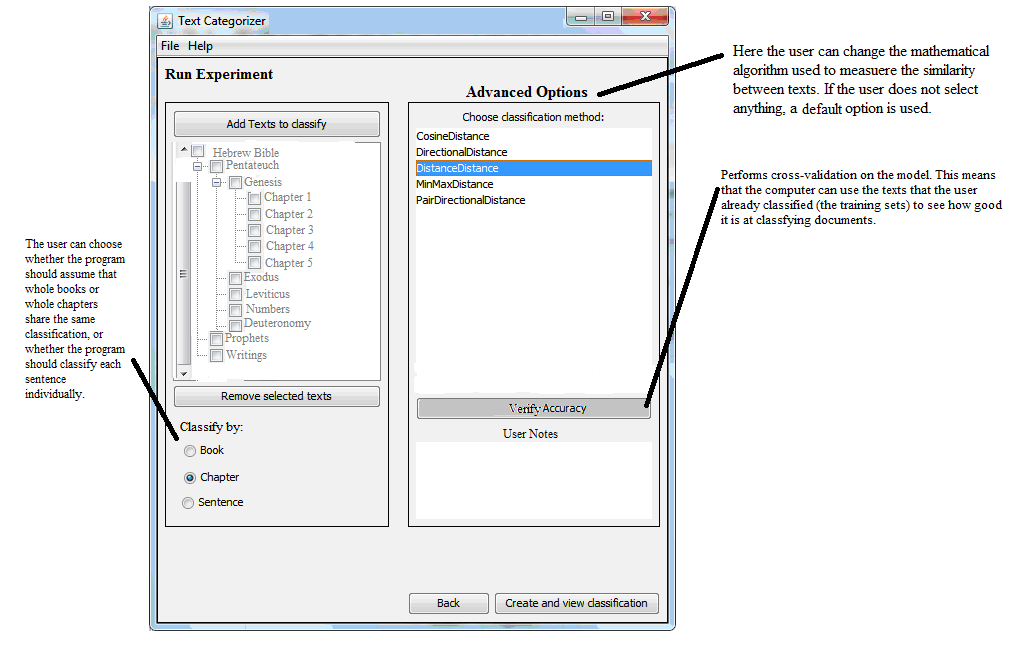 Text Categorizer
File Help
Run Experiment
Advanced Options
Add Texts to classify
Hebrew Bible
Pentateuch
Genesis
Chapter 1
Chapter 2
Chapter 3
Chapter 4
Chapter 5
Exodus
Leviticus
Numbers
Deuteronomy
Prophets
Writings
Remove selected texts
Classify by:
Book
Chapter
Sentence
Choose classification method:
CosineDistance
DirectionalDistance
DistanceDistance
MinMaxDistance
PairDirectionalDistance
Verify Accuracy
User Notes
Back
Create and view classification
Here the user can change the mathematical
algorithm used to measuere the similarity
between texts. If the user does not select
anything, a default option is used.
Performs cross-validation on the model. This means
that the computer can use the texts that the user
already classified (the training sets) to see how good
it is at classfying documents.
The user can choose
whether the program
should assume that
whole books or
whole chapters
share the same
classification, or
whether the program
should classify each
sentence
individually.